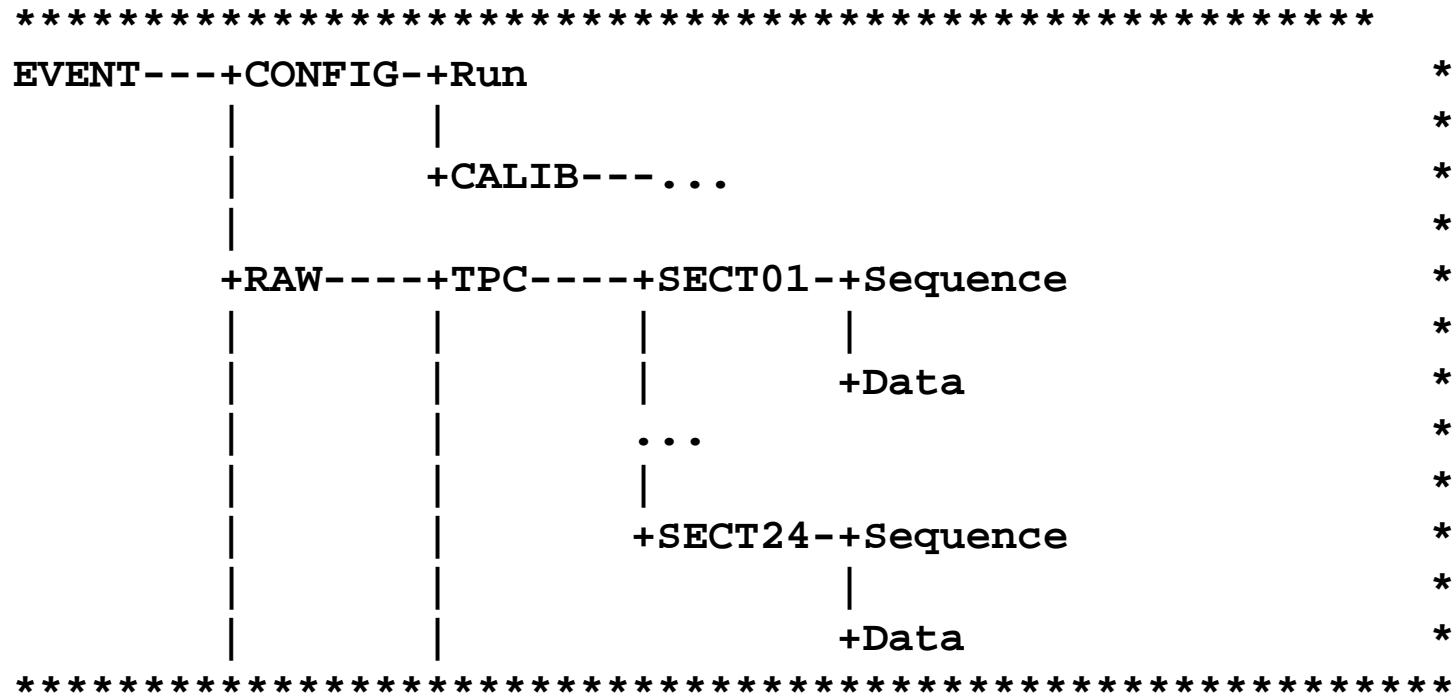 *****************************************************
EVENT---+CONFIG-+Run                                   *
        |       |                                      *
        |       +CALIB---...                           *
        |                                              *
        +RAW----+TPC----+SECT01-+Sequence              *
        |       |       |       |                      *
        |       |       |       +Data                  *
        |       |       ...                            *
        |       |       |                              *
        |       |       +SECT24-+Sequence              *
        |       |               |                      *
        |       |               +Data                  *
********************************************************